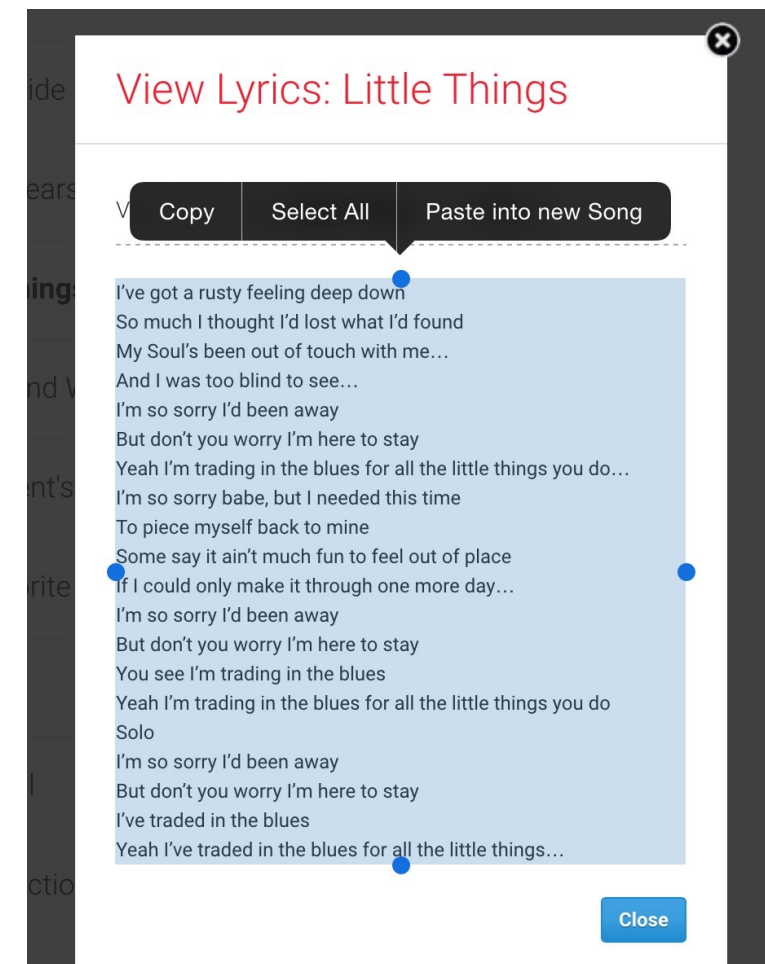 View Lyrics: Little Things
ide
ears
ings
nd W
ent's
rite
l
ctio
V
Copy Select All Paste into new Song
I’ve got a rusty feeling deep down
So much I thought I’d lost what I’d found
My Soul’s been out of touch with me…
And I was too blind to see…
I’m so sorry I’d been away
But don’t you worry I’m here to stay
Yeah I’m trading in the blues for all the little things you do…
I’m so sorry babe, but I needed this time
To piece myself back to mine
Some say it ain’t much fun to feel out of place
If I could only make it through one more day…
I’m so sorry I’d been away
But don’t you worry I’m here to stay
You see I’m trading in the blues
Yeah I’m trading in the blues for all the little things you do
Solo
I’m so sorry I’d been away
But don’t you worry I’m here to stay
I’ve traded in the blues
Yeah I’ve traded in the blues for all the little things…
Close